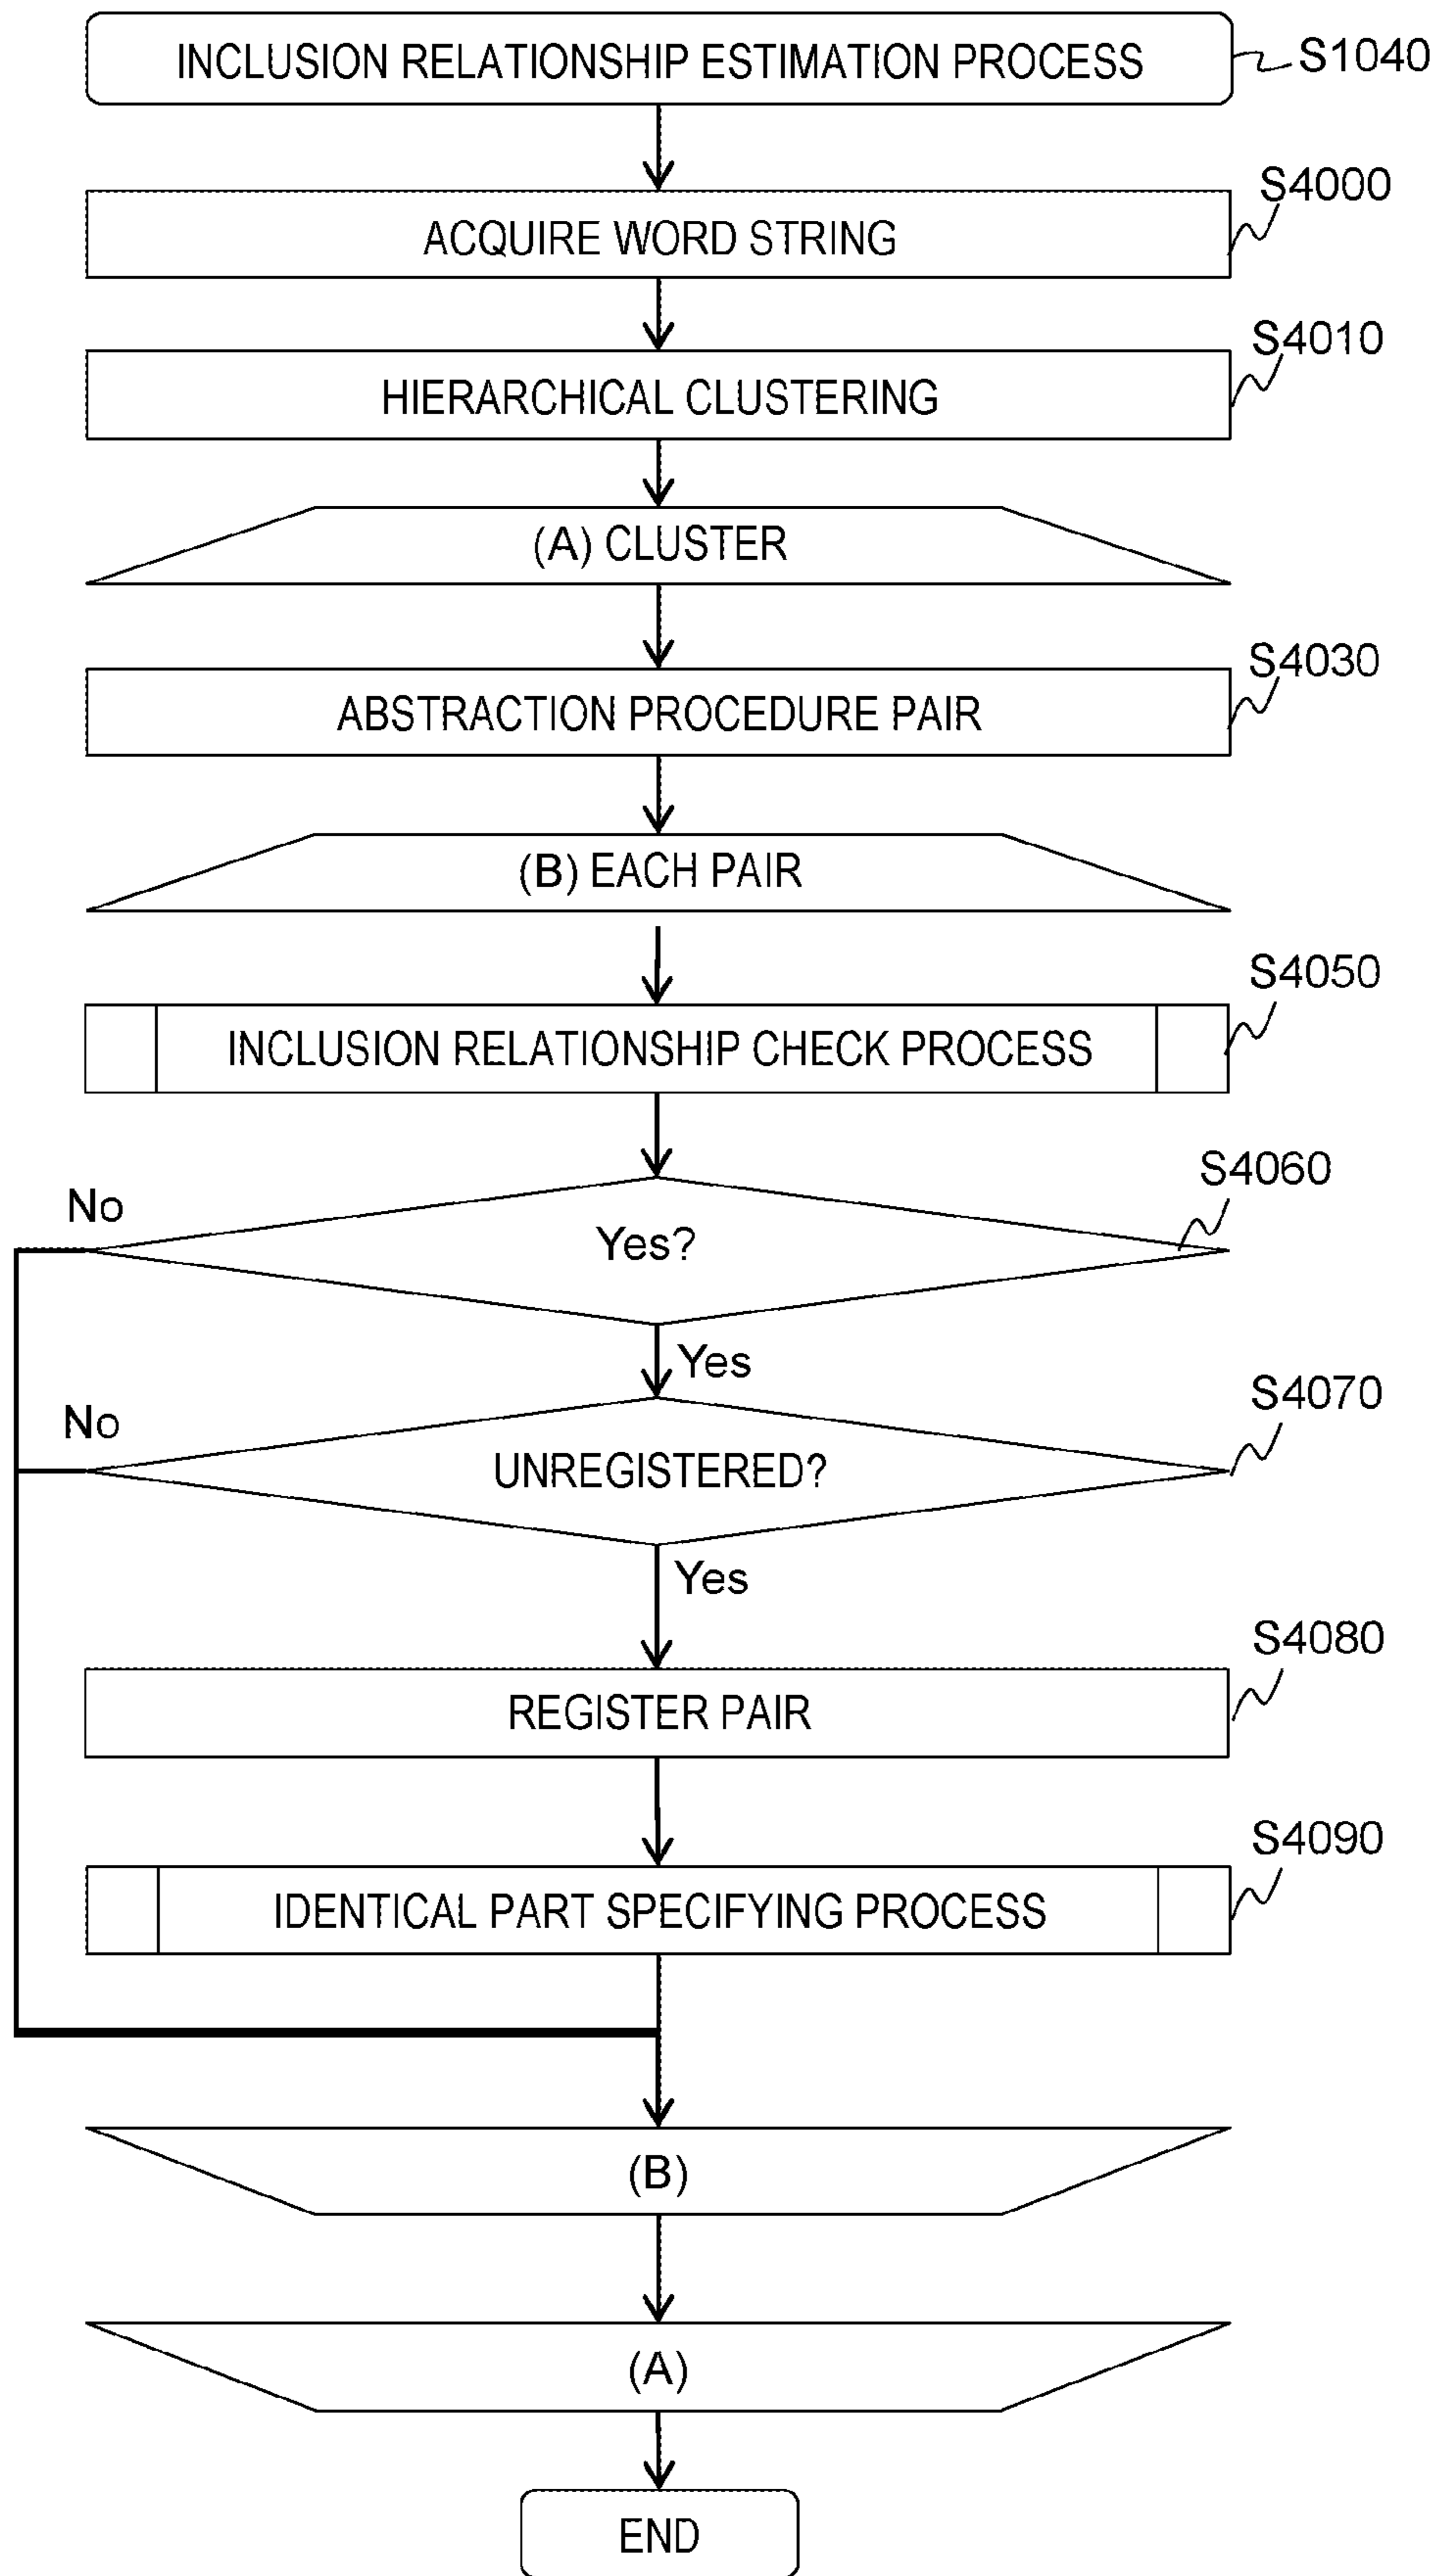 INCLUSION RELATIONSHIP ESTIMATION PROCESS
S1040
S4000
ACQUIRE WORD STRING
S4010
HIERARCHICAL CLUSTERING
(A) CLUSTER
S4030
ABSTRACTION PROCEDURE PAIR
(B) EACH PAIR
S4050
INCLUSION RELATIONSHIP CHECK PROCESS
S4060
No
Yes?
Yes
S4070
No
UNREGISTERED?
Yes
S4080
REGISTER PAIR
S4090
IDENTICAL PART SPECIFYING PROCESS
(B)
(A)
END